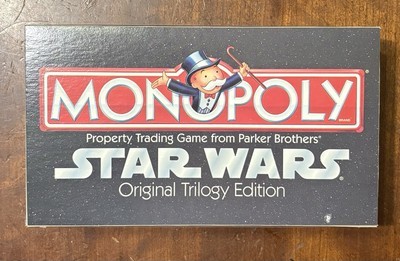 MONOPOLY®
Property Trading Game from Parker Brothers®
STAR WARS®
Original Trilogy Edition